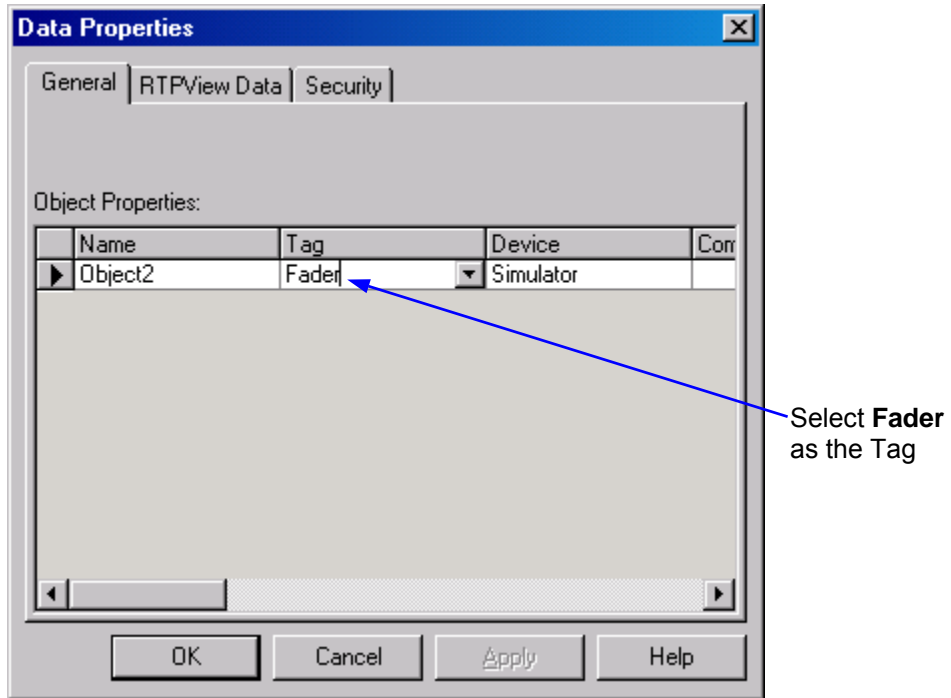 Data Properties
General RTPView Data Security
Object Properties:
Name Tag Device Com
Object2 Fader Simulator
Select Fader
as the Tag
OK Cancel Apply Help